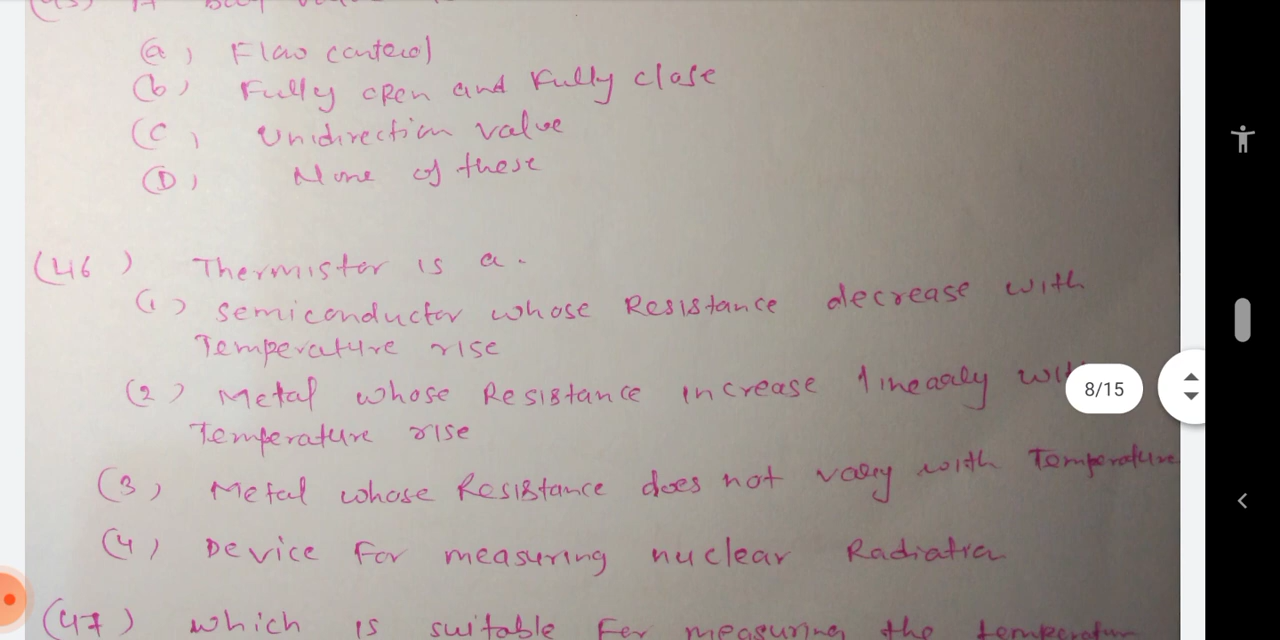 (a) Flow conterol
(b) Fully open and Fully close
(C) Unidirection valve
(D) None of these
(46) Thermistor is a.
(1) semiconductor whose Resistance decrease with
Temperature rise
(2) Metal whose Resistance increase linearly
Temperature rise
8/15
(3) Metal whose Resistance does not vary with Temperature
(4) Device For measuring nuclear
(47) which is suitable For measuring the